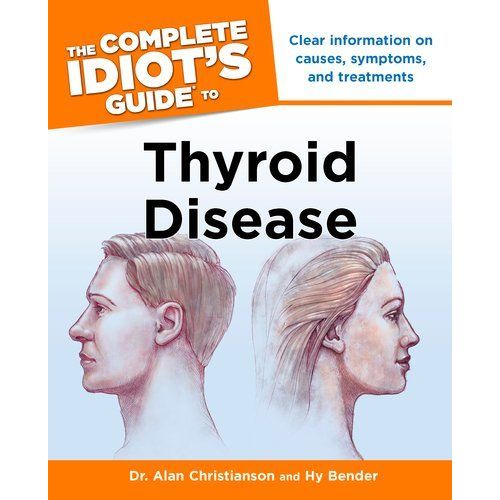 THE COMPLETE
IDIOT'S
GUIDE® TO
Clear information on
causes, symptoms,
and treatments
Thyroid
Disease
Dr. Alan Christianson and Hy Bender